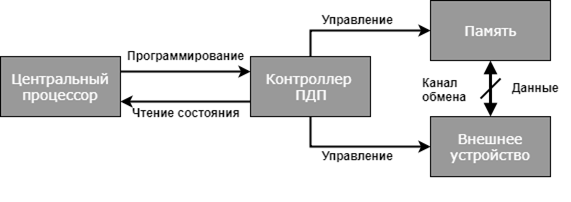 Управление
Память
Программирование
Центральный
процессор
Контроллер
ПДП
Канал
обмена
Данные
Чтение состояния
Управление
Внешнее
устройство